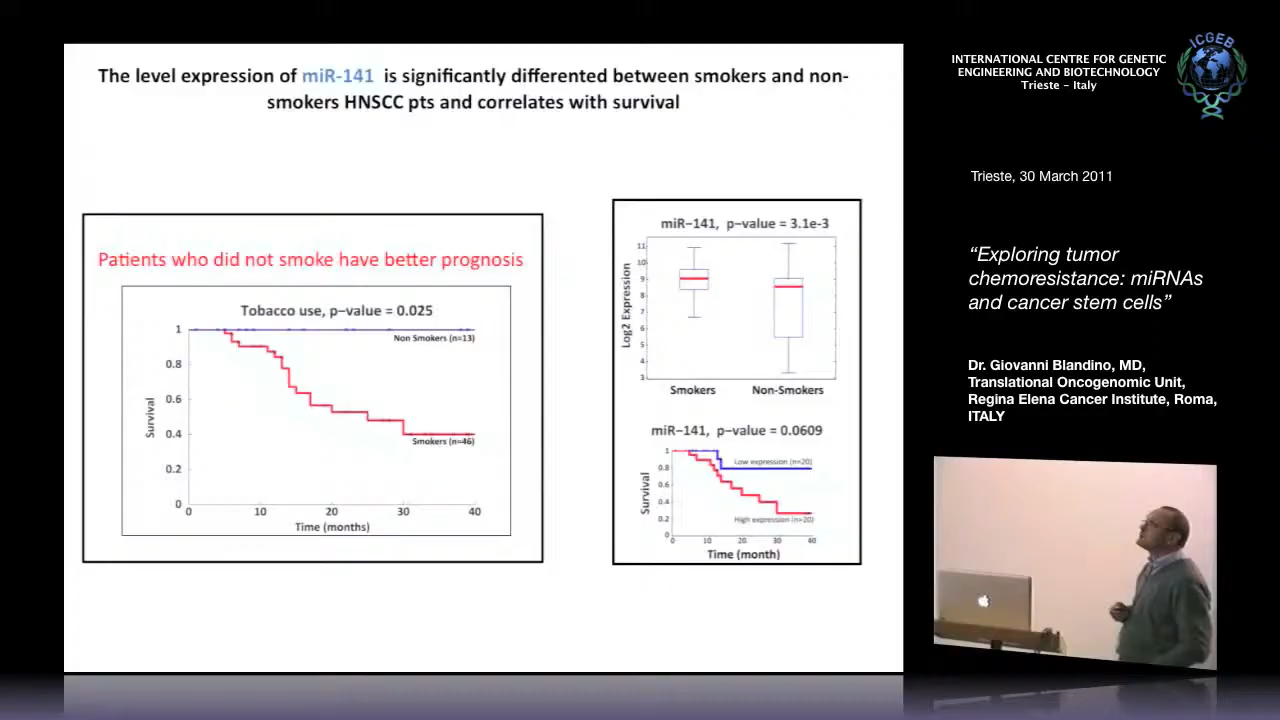 The level expression of miR-141 is significantly differented between smokers and non-
smokers HNSCC pts and correlates with survival
Patients who did not smoke have better prognosis
Tobacco use, p-value = 0.025
1
0.8
0.6
0.4
0.2
0
Survival
Non Smokers (n=13)
Smokers (n=46)
0 10 20 30 40
Time (months)
miR-141, p-value = 3.1e-3
11
10
9
8
7
6
5
4
3
Log2 Expression
Smokers Non-Smokers
miR-141, p-value = 0.0609
1
0.8
0.6
0.4
0.2
0
Survival
Low expression (n=20)
High expression (n=20)
0 10 20 30 40
Time (month)
INTERNATIONAL CENTRE FOR GENETIC
ENGINEERING AND BIOTECHNOLOGY
Trieste - Italy
ICGEB
Trieste, 30 March 2011
“Exploring tumor
chemoresistance: miRNAs
and cancer stem cells”
Dr. Giovanni Blandino, MD,
Translational Oncogenomic Unit,
Regina Elena Cancer Institute, Roma,
ITALY